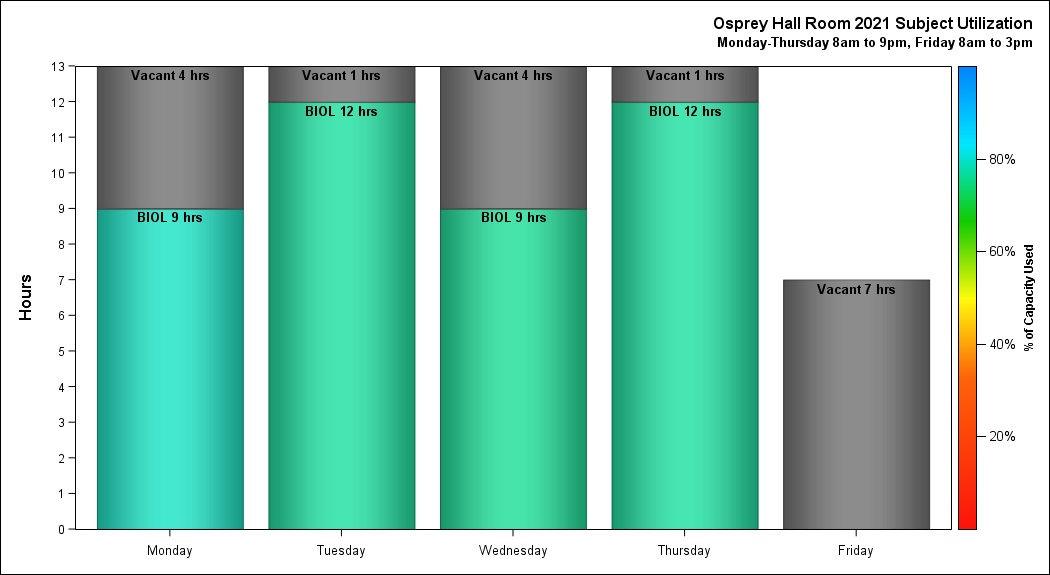 Osprey Hall Room 2021 Subject Utilization
Monday-Thursday 8am to 9pm, Friday 8am to 3pm
Hours
13
12
11
10
9
8
7
6
5
4
3
2
1
0
Vacant 4 hrs
BIOL 9 hrs
Vacant 1 hrs
BIOL 12 hrs
Vacant 4 hrs
BIOL 9 hrs
Vacant 1 hrs
BIOL 12 hrs
Vacant 7 hrs
Monday
Tuesday
Wednesday
Thursday
Friday
80%
60%
40%
20%
% of Capacity Used